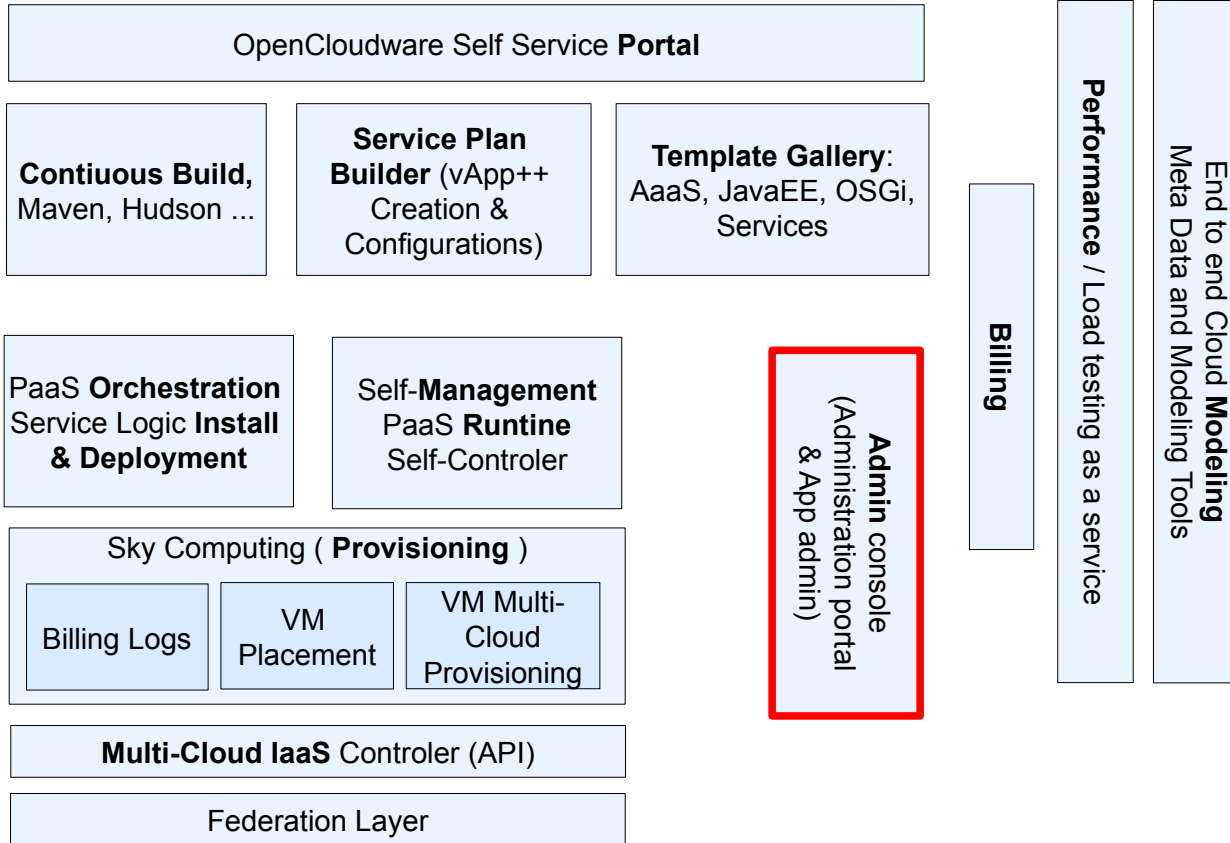 OpenCloudware Self Service Portal
Contiuous Build,
Maven, Hudson ...
Service Plan
Builder (vApp++
Creation &
Configurations)
Template Gallery:
AaaS, JavaEE, OSGi,
Services
PaaS Orchestration
Service Logic Install
& Deployment
Self-Management
PaaS Runtine
Self-Controler
Sky Computing ( Provisioning )
Billing Logs
VM
Placement
VM Multi-
Cloud
Provisioning
Multi-Cloud IaaS Controler (API)
Federation Layer
Admin console
(Administration portal
& App admin)
Billing
Performance / Load testing as a service
End to end Cloud Modeling
Meta Data and Modeling Tools